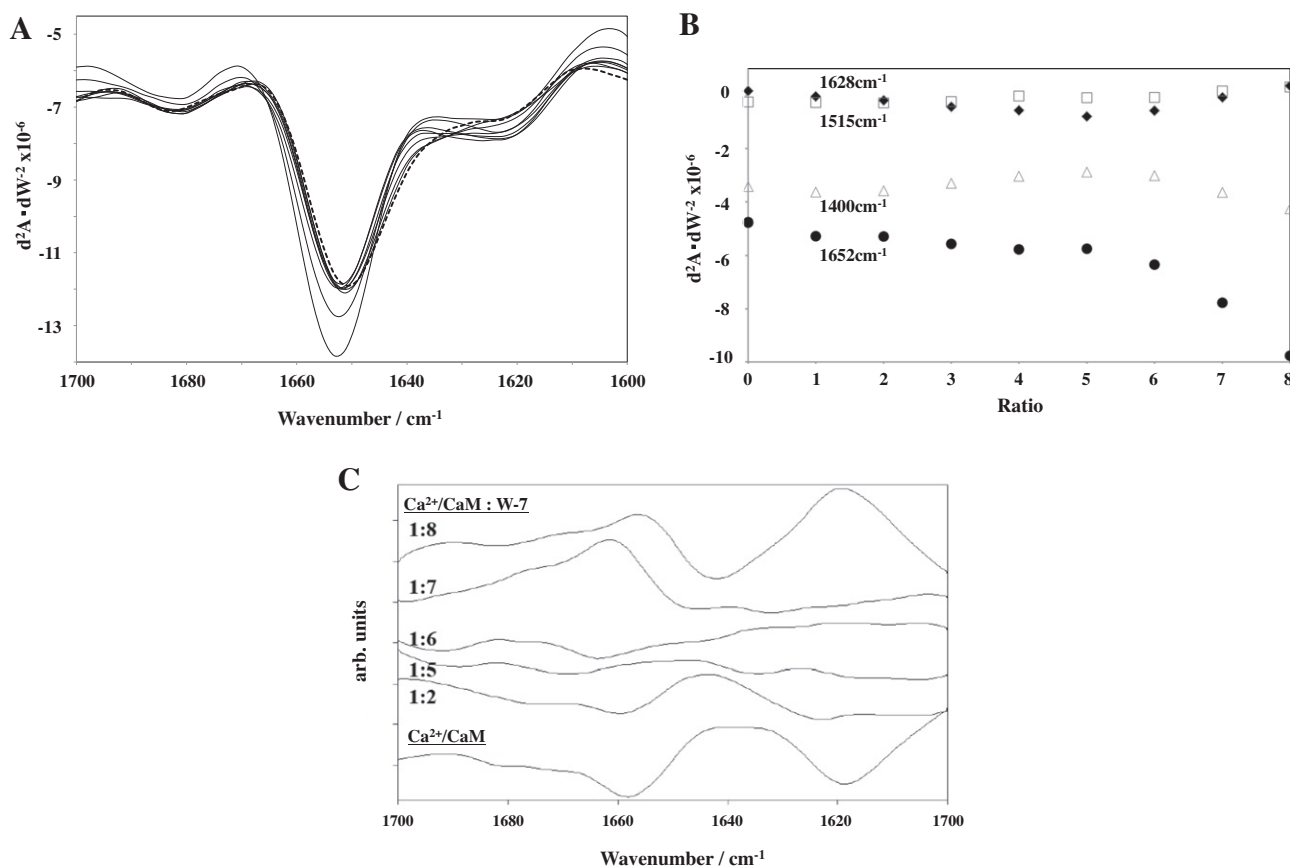 A
d²A▪dW⁻² x10⁻⁶
-5
-7
-9
-11
-13
1700
1680
1660
1640
1620
1600
Wavenumber / cm⁻¹
B
d²A▪dW⁻² x10⁻⁶
0
-2
-4
-6
-8
-10
1628cm⁻¹
1515cm⁻¹
1400cm⁻¹
1652cm⁻¹
0
1
2
3
4
5
6
7
8
Ratio
C
arb. units
Ca²⁺/CaM : W-7
1:8
1:7
1:6
1:5
1:2
Ca²⁺/CaM
1700
1680
1660
1640
1620
1700
Wavenumber / cm⁻¹